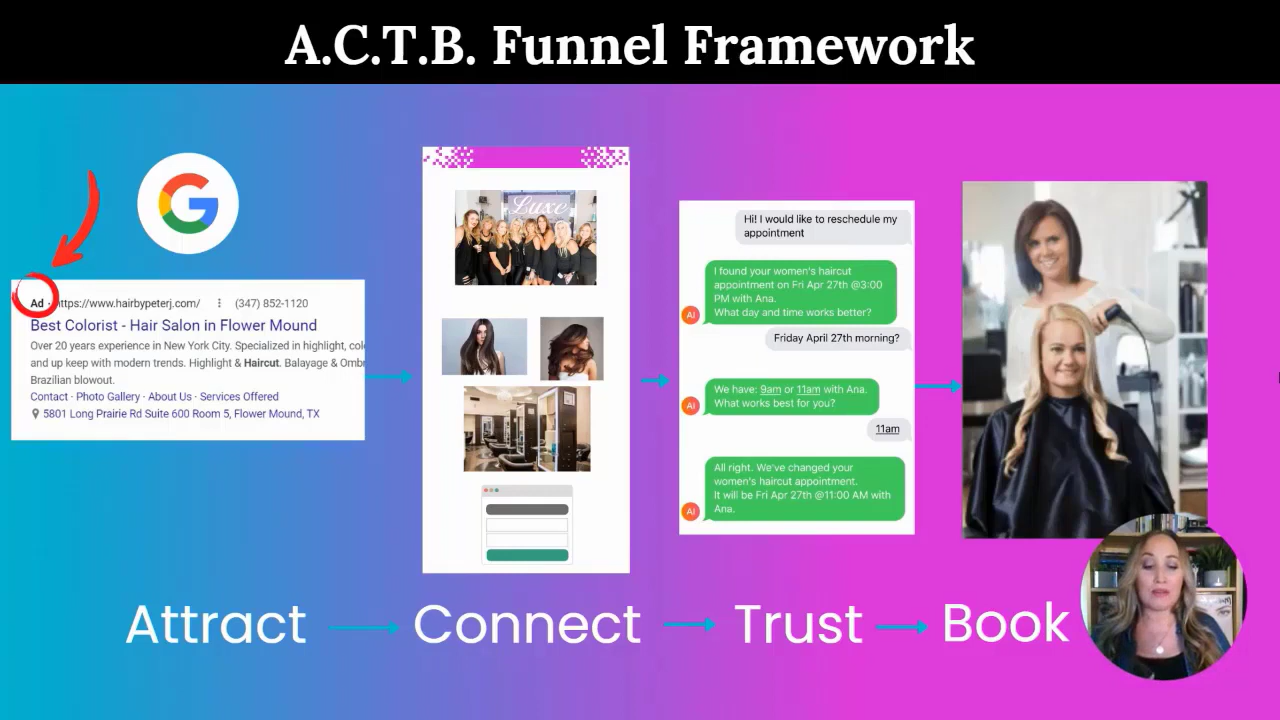 A.C.T.B. Funnel Framework
G
Ad · https://www.hairbypeterj.com/ ⋮ (347) 852-1120
Best Colorist - Hair Salon in Flower Mound
Over 20 years experience in New York City. Specialized in highlight, col
and up keep with modern trends. Highlight & Haircut. Balayage & Omb
Brazilian blowout.
Contact · Photo Gallery · About Us · Services Offered
5801 Long Prairie Rd Suite 600 Room 5, Flower Mound, TX
Luxe
Hi! I would like to reschedule my
appointment
I found your women's haircut
appointment on Fri Apr 27th @3:00
PM with Ana.
What day and time works better?
AI
Friday April 27th morning?
We have: 9am or 11am with Ana.
What works best for you?
AI
11am
All right. We've changed your
women's haircut appointment.
It will be Fri Apr 27th @11:00 AM with
Ana.
AI
Attract
Connect
Trust
Book